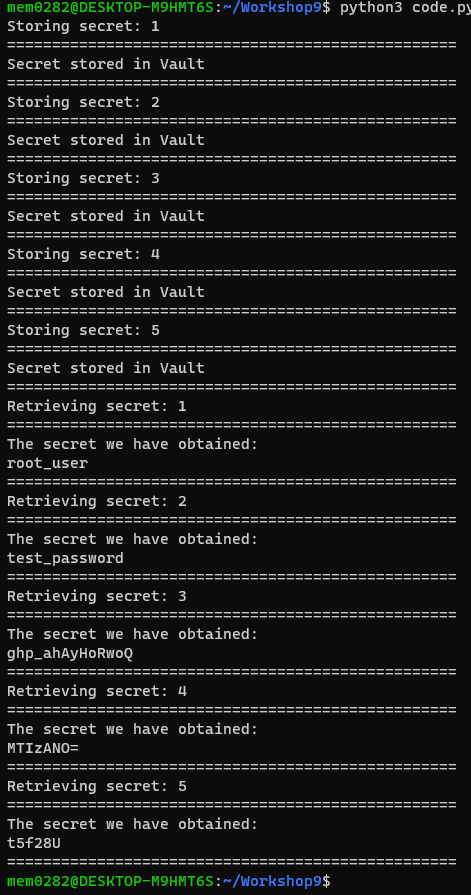 mem0282@DESKTOP-M9HMT6S:~/Workshop9$ python3 code.py
Storing secret: 1
==================================================
Secret stored in Vault
==================================================
Storing secret: 2
==================================================
Secret stored in Vault
==================================================
Storing secret: 3
==================================================
Secret stored in Vault
==================================================
Storing secret: 4
==================================================
Secret stored in Vault
==================================================
Storing secret: 5
==================================================
Secret stored in Vault
==================================================
Retrieving secret: 1
==================================================
The secret we have obtained:
root_user
==================================================
Retrieving secret: 2
==================================================
The secret we have obtained:
test_password
==================================================
Retrieving secret: 3
==================================================
The secret we have obtained:
ghp_ahAyHoRwoQ
==================================================
Retrieving secret: 4
==================================================
The secret we have obtained:
MTIzANO=
==================================================
Retrieving secret: 5
==================================================
The secret we have obtained:
t5f28U
==================================================
mem0282@DESKTOP-M9HMT6S:~/Workshop9$